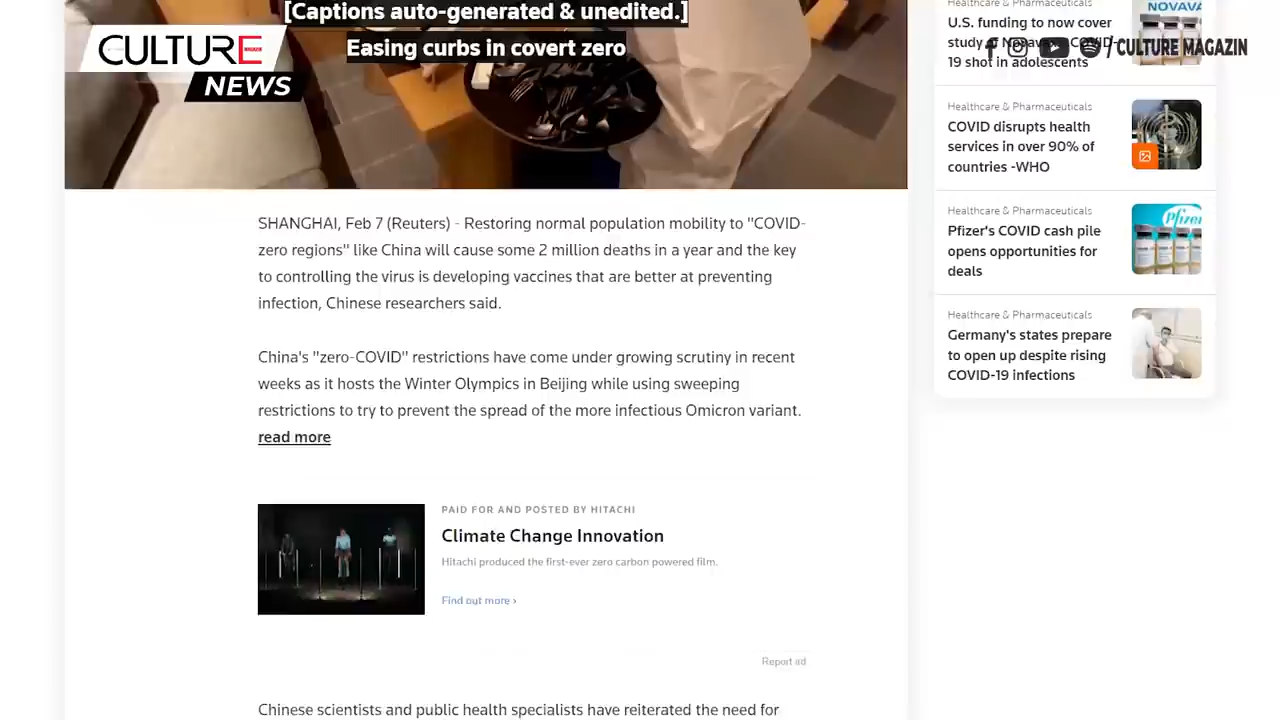 [Captions auto-generated & unedited.]
Easing curbs in covert zero
CULTURE
NEWS
/CULTURE MAGAZIN
SHANGHAI, Feb 7 (Reuters) - Restoring normal population mobility to "COVID-
zero regions" like China will cause some 2 million deaths in a year and the key
to controlling the virus is developing vaccines that are better at preventing
infection, Chinese researchers said.
China's "zero-COVID" restrictions have come under growing scrutiny in recent
weeks as it hosts the Winter Olympics in Beijing while using sweeping
restrictions to try to prevent the spread of the more infectious Omicron variant.
read more
PAID FOR AND POSTED BY HITACHI
Climate Change Innovation
Hitachi produced the first-ever zero carbon powered film.
Find out more ›
Report ad
Chinese scientists and public health specialists have reiterated the need for
Healthcare & Pharmaceuticals
U.S. funding to now cover
study of Novavax COVID-
19 shot in adolescents
NOVAVA
Healthcare & Pharmaceuticals
COVID disrupts health
services in over 90% of
countries -WHO
Healthcare & Pharmaceuticals
Pfizer's COVID cash pile
opens opportunities for
deals
Pfizer
Healthcare & Pharmaceuticals
Germany's states prepare
to open up despite rising
COVID-19 infections